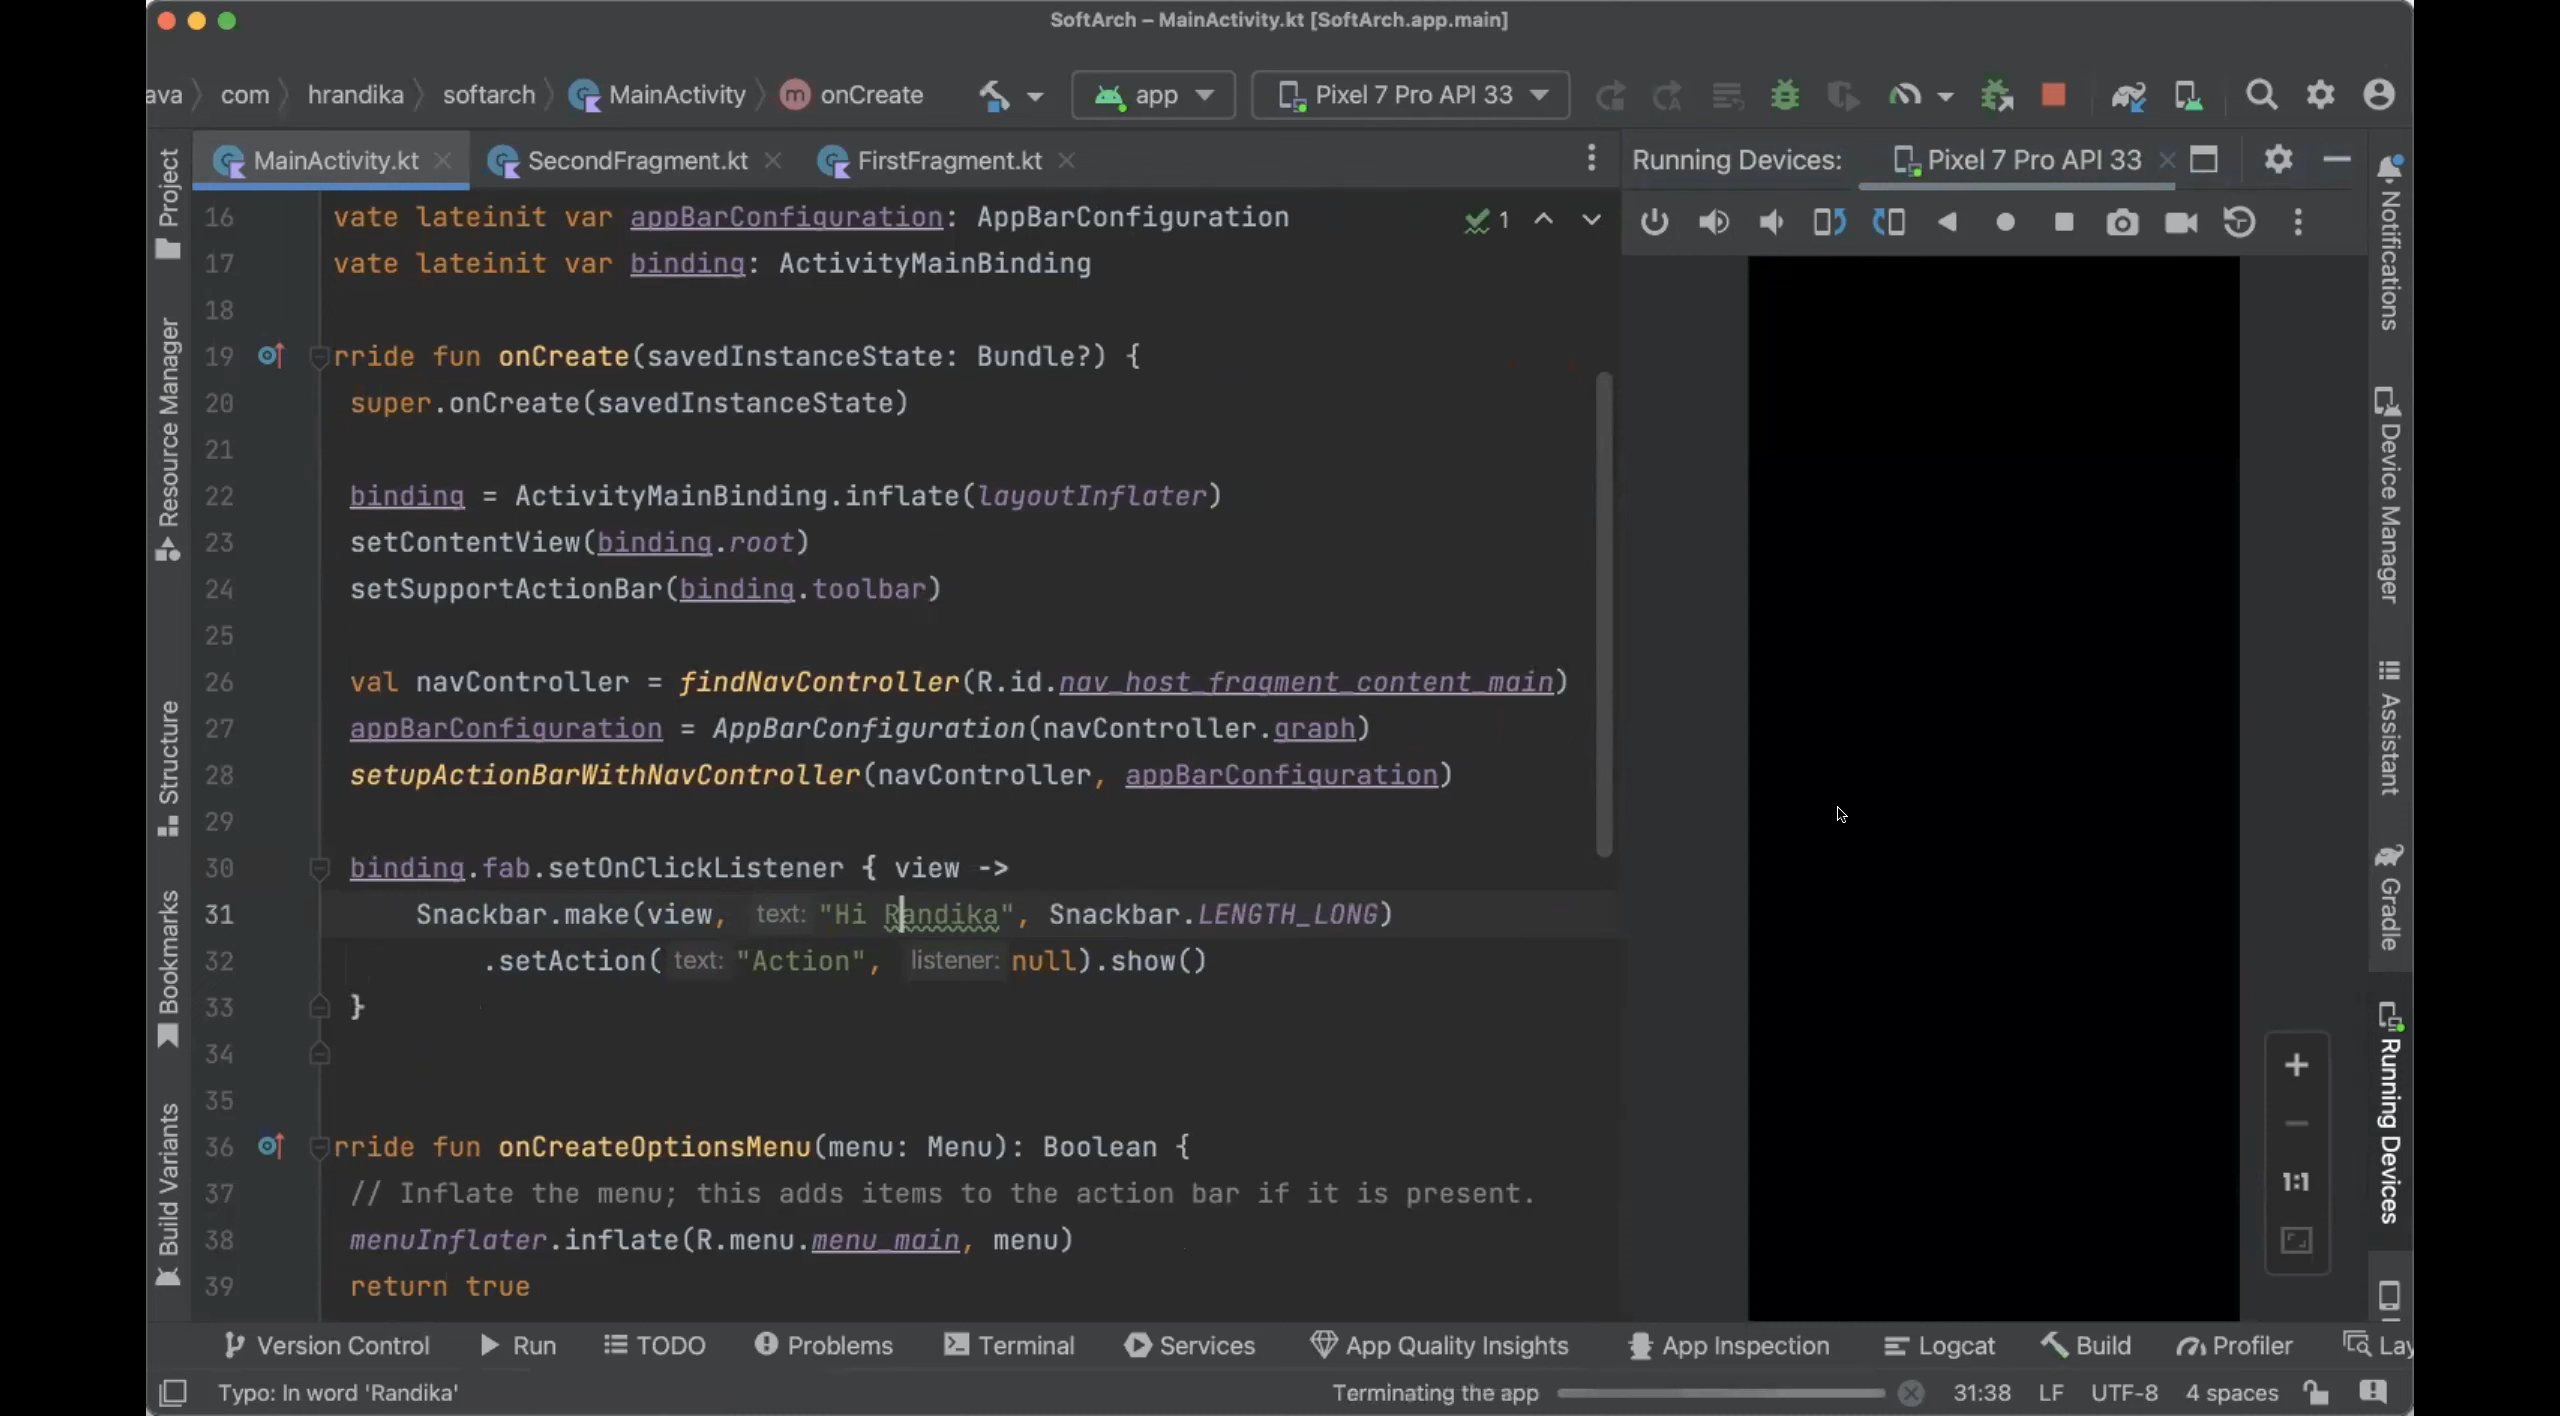 SoftArch – MainActivity.kt [SoftArch.app.main]
ava com hrandika softarch MainActivity m onCreate app Pixel 7 Pro API 33
MainActivity.kt SecondFragment.kt FirstFragment.kt
Running Devices: Pixel 7 Pro API 33
1
16 vate lateinit var appBarConfiguration: AppBarConfiguration
17 vate lateinit var binding: ActivityMainBinding
18
19 rride fun onCreate(savedInstanceState: Bundle?) {
20 super.onCreate(savedInstanceState)
21
22 binding = ActivityMainBinding.inflate(layoutInflater)
23 setContentView(binding.root)
24 setSupportActionBar(binding.toolbar)
25
26 val navController = findNavController(R.id.nav_host_fragment_content_main)
27 appBarConfiguration = AppBarConfiguration(navController.graph)
28 setupActionBarWithNavController(navController, appBarConfiguration)
29
30 binding.fab.setOnClickListener { view ->
31 Snackbar.make(view, text: "Hi Randika", Snackbar.LENGTH_LONG)
32 .setAction( text: "Action", listener: null).show()
33 }
34
35
36 rride fun onCreateOptionsMenu(menu: Menu): Boolean {
37 // Inflate the menu; this adds items to the action bar if it is present.
38 menuInflater.inflate(R.menu.menu_main, menu)
39 return true
Project
Resource Manager
Structure
Bookmarks
Build Variants
Notifications
Device Manager
Assistant
Gradle
Running Devices
1:1
Version Control Run TODO Problems Terminal Services App Quality Insights App Inspection Logcat Build Profiler Lay
Typo: In word 'Randika' Terminating the app 31:38 LF UTF-8 4 spaces